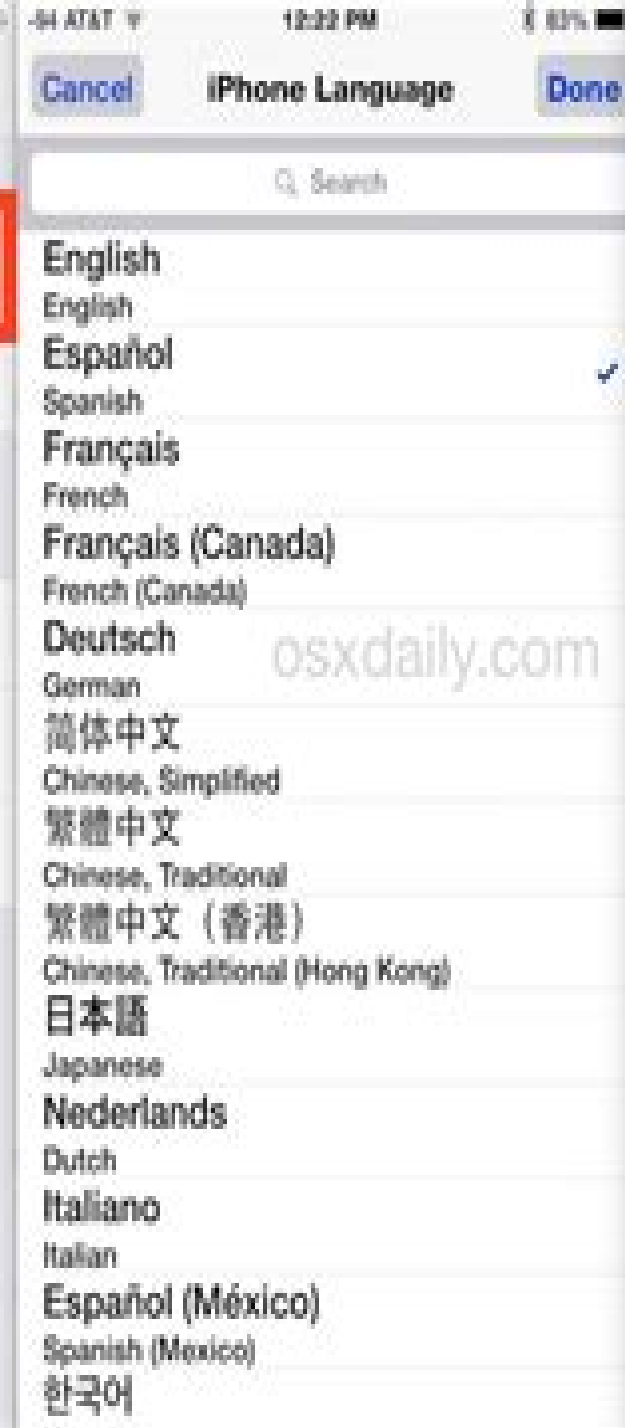 -94 AT&T 12:22 PM 83%
Cancel iPhone Language Done
Search
English
English
Español
Spanish
Français
French
Français (Canada)
French (Canada)
Deutsch
osxdaily.com
German
简体中文
Chinese, Simplified
繁體中文
Chinese, Traditional
繁體中文（香港）
Chinese, Traditional (Hong Kong)
日本語
Japanese
Nederlands
Dutch
Italiano
Italian
Español (México)
Spanish (Mexico)
한국어